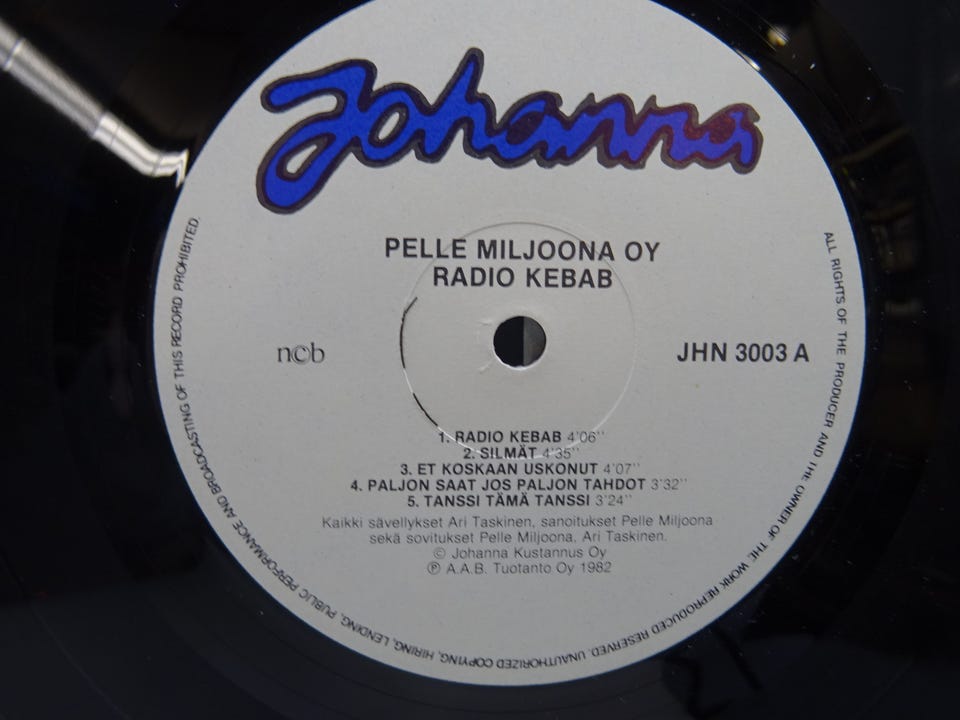 Johanna
PELLE MILJOONA OY
RADIO KEBAB
n©b
JHN 3003 A
1. RADIO KEBAB 4'06''
2. SILMÄT 4'35''
3. ET KOSKAAN USKONUT 4'07''
4. PALJON SAAT JOS PALJON TAHDOT 3'32''
5. TANSSI TÄMÄ TANSSI 3'24''
Kaikki sävellykset Ari Taskinen, sanoitukset Pelle Miljoona
sekä sovitukset Pelle Miljoona, Ari Taskinen.
© Johanna Kustannus Oy
℗ A.A.B. Tuotanto Oy 1982
ALL RIGHTS OF THE PRODUCER AND THE OWNER OF THE WORK REPRODUCED RESERVED. UNAUTHORIZED COPYING, HIRING, LENDING, PUBLIC PERFORMANCE AND BROADCASTING OF THIS RECORD PROHIBITED.